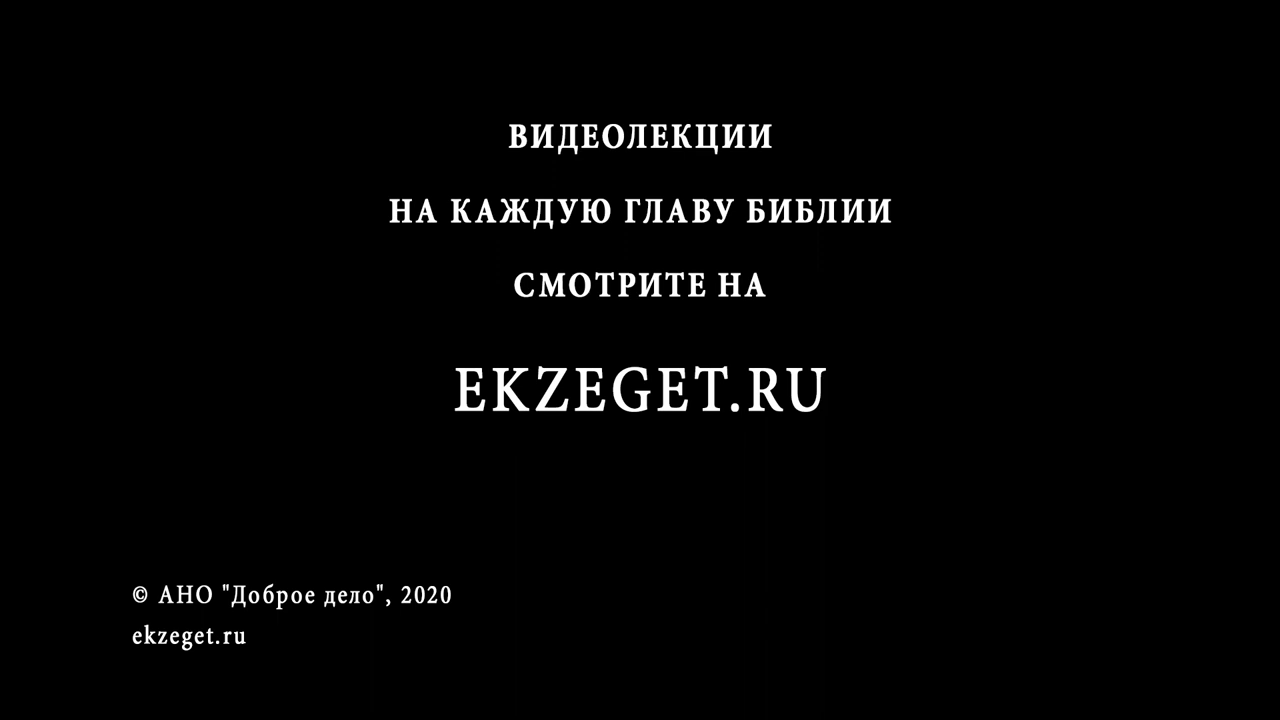 ВИДЕОЛЕКЦИИ
НА КАЖДУЮ ГЛАВУ БИБЛИИ
СМОТРИТЕ НА
EKZEGET.RU
© АНО "Доброе дело", 2020
ekzeget.ru